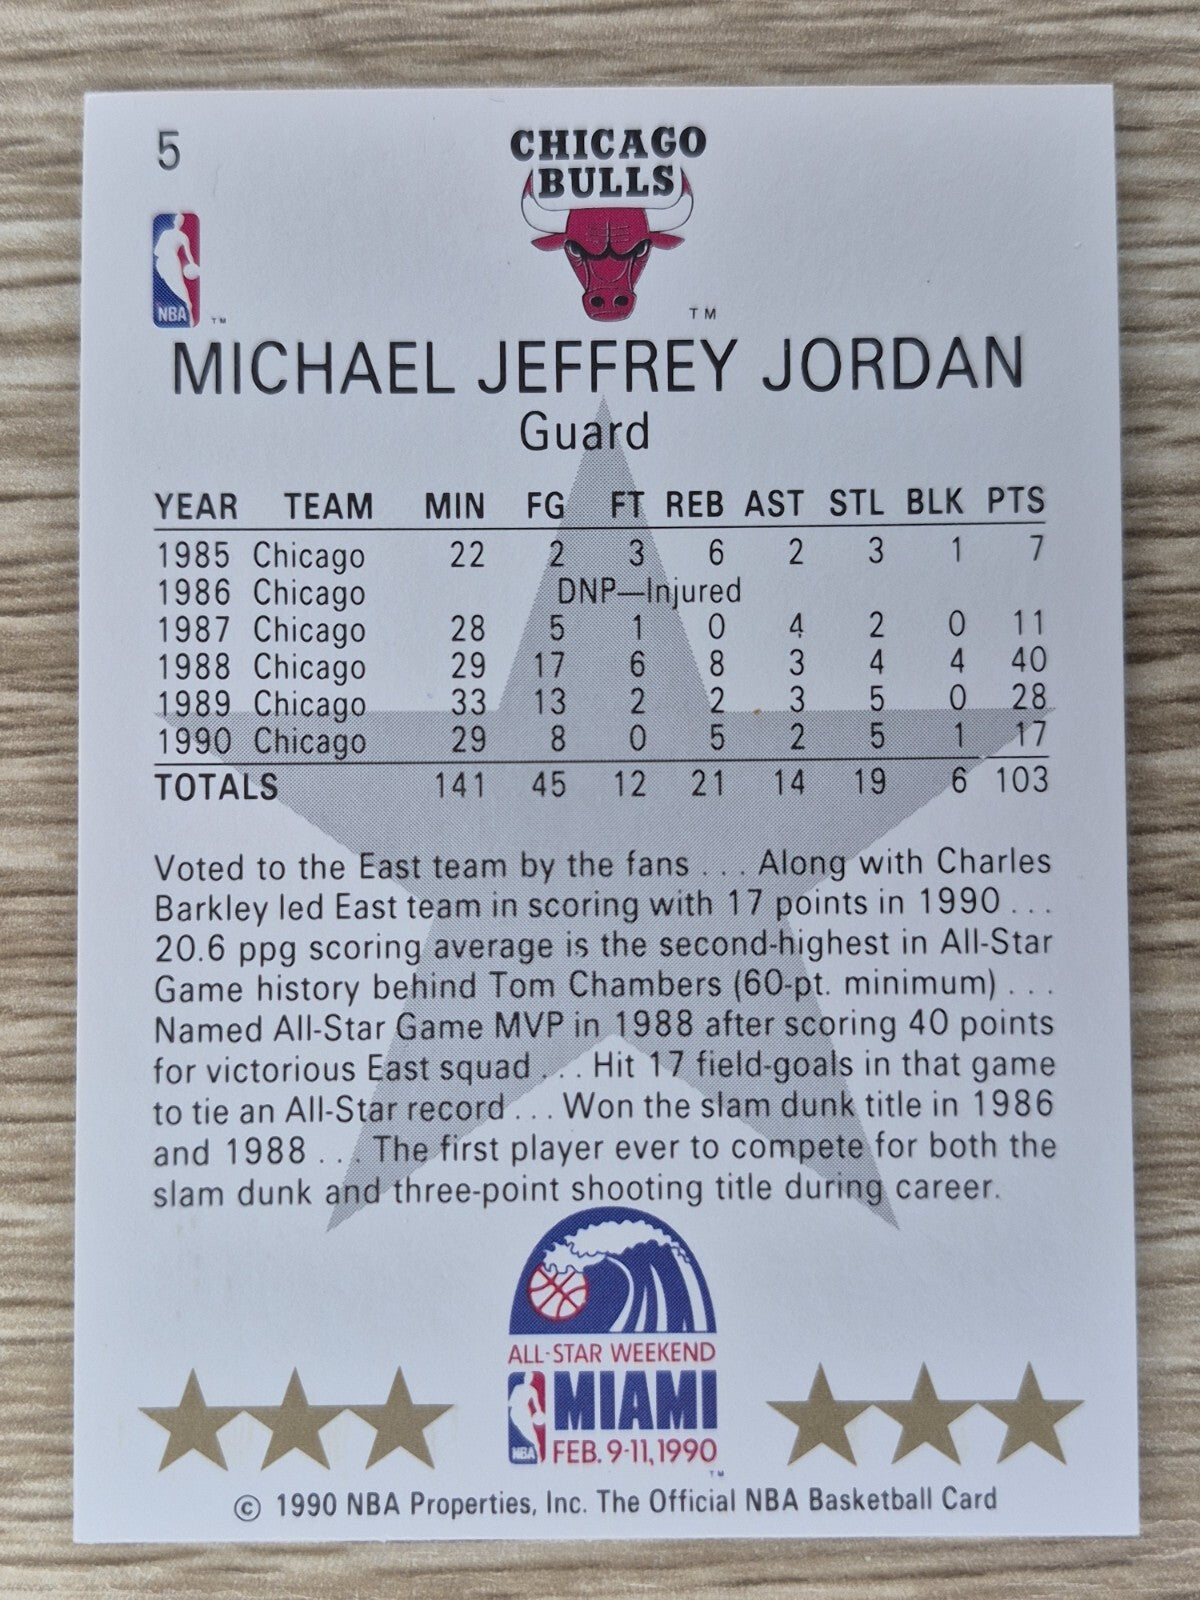 5
CHICAGO
BULLS
NBA
TM
TM
MICHAEL JEFFREY JORDAN
Guard
YEAR TEAM MIN FG FT REB AST STL BLK PTS
1985 Chicago 22 2 3 6 2 3 1 7
1986 Chicago DNP—Injured
1987 Chicago 28 5 1 0 4 2 0 11
1988 Chicago 29 17 6 8 3 4 4 40
1989 Chicago 33 13 2 2 3 5 0 28
1990 Chicago 29 8 0 5 2 5 1 17
TOTALS 141 45 12 21 14 19 6 103
Voted to the East team by the fans . . . Along with Charles
Barkley led East team in scoring with 17 points in 1990 . . .
20.6 ppg scoring average is the second-highest in All-Star
Game history behind Tom Chambers (60-pt. minimum) . . .
Named All-Star Game MVP in 1988 after scoring 40 points
for victorious East squad . . . Hit 17 field-goals in that game
to tie an All-Star record . . . Won the slam dunk title in 1986
and 1988 . . . The first player ever to compete for both the
slam dunk and three-point shooting title during career.
ALL-STAR WEEKEND
MIAMI
NBA FEB. 9-11, 1990
TM
© 1990 NBA Properties, Inc. The Official NBA Basketball Card